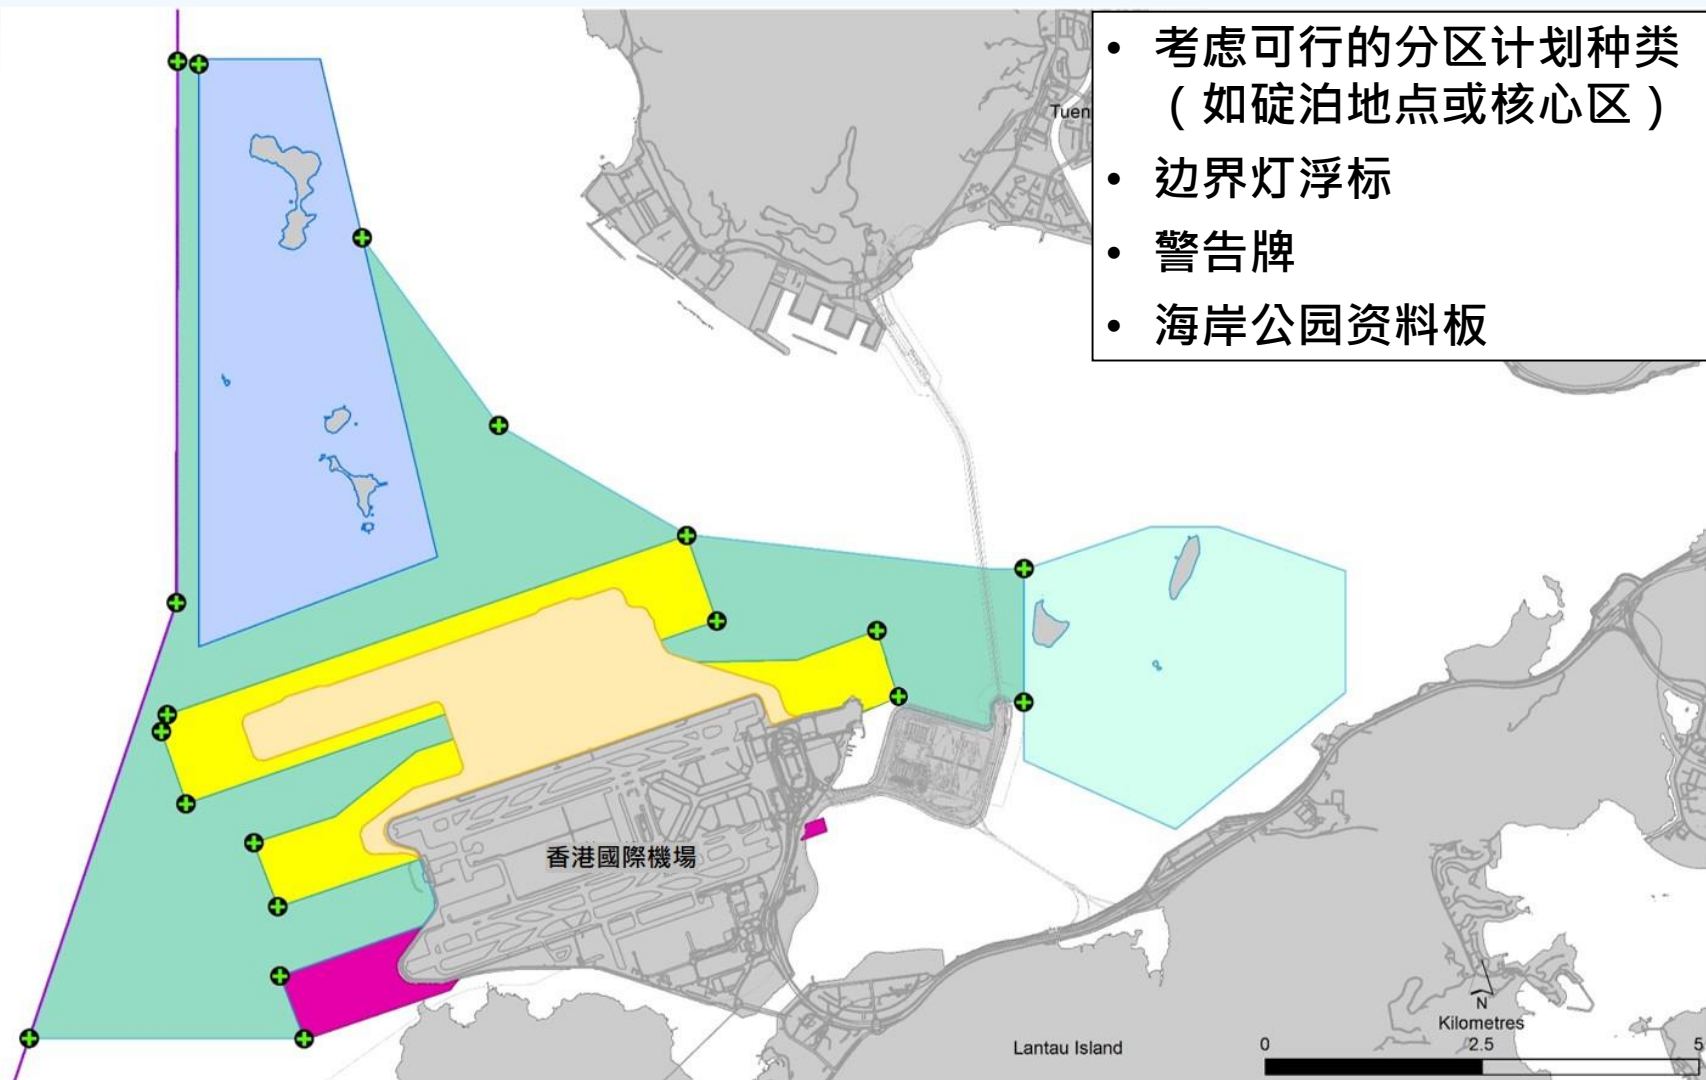 • 考虑可行的分区计划种类
（如碇泊地点或核心区）
• 边界灯浮标
• 警告牌
• 海岸公园资料板
Tuen
香港國際機場
Lantau Island
N
Kilometres
0 2.5 5